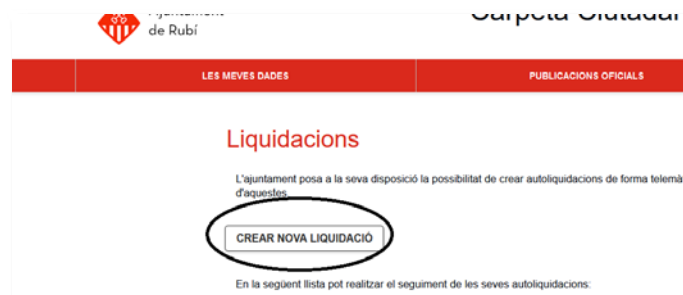 Ajuntament
de Rubí
Carpeta Ciutadan
LES MEVES DADES
PUBLICACIONS OFICIALS
Liquidacions
L'ajuntament posa a la seva disposició la possibilitat de crear autoliquidacions de forma telemà
d'aquestes.
CREAR NOVA LIQUIDACIÓ
En la següent llista pot realitzar el seguiment de les seves autoliquidacions: